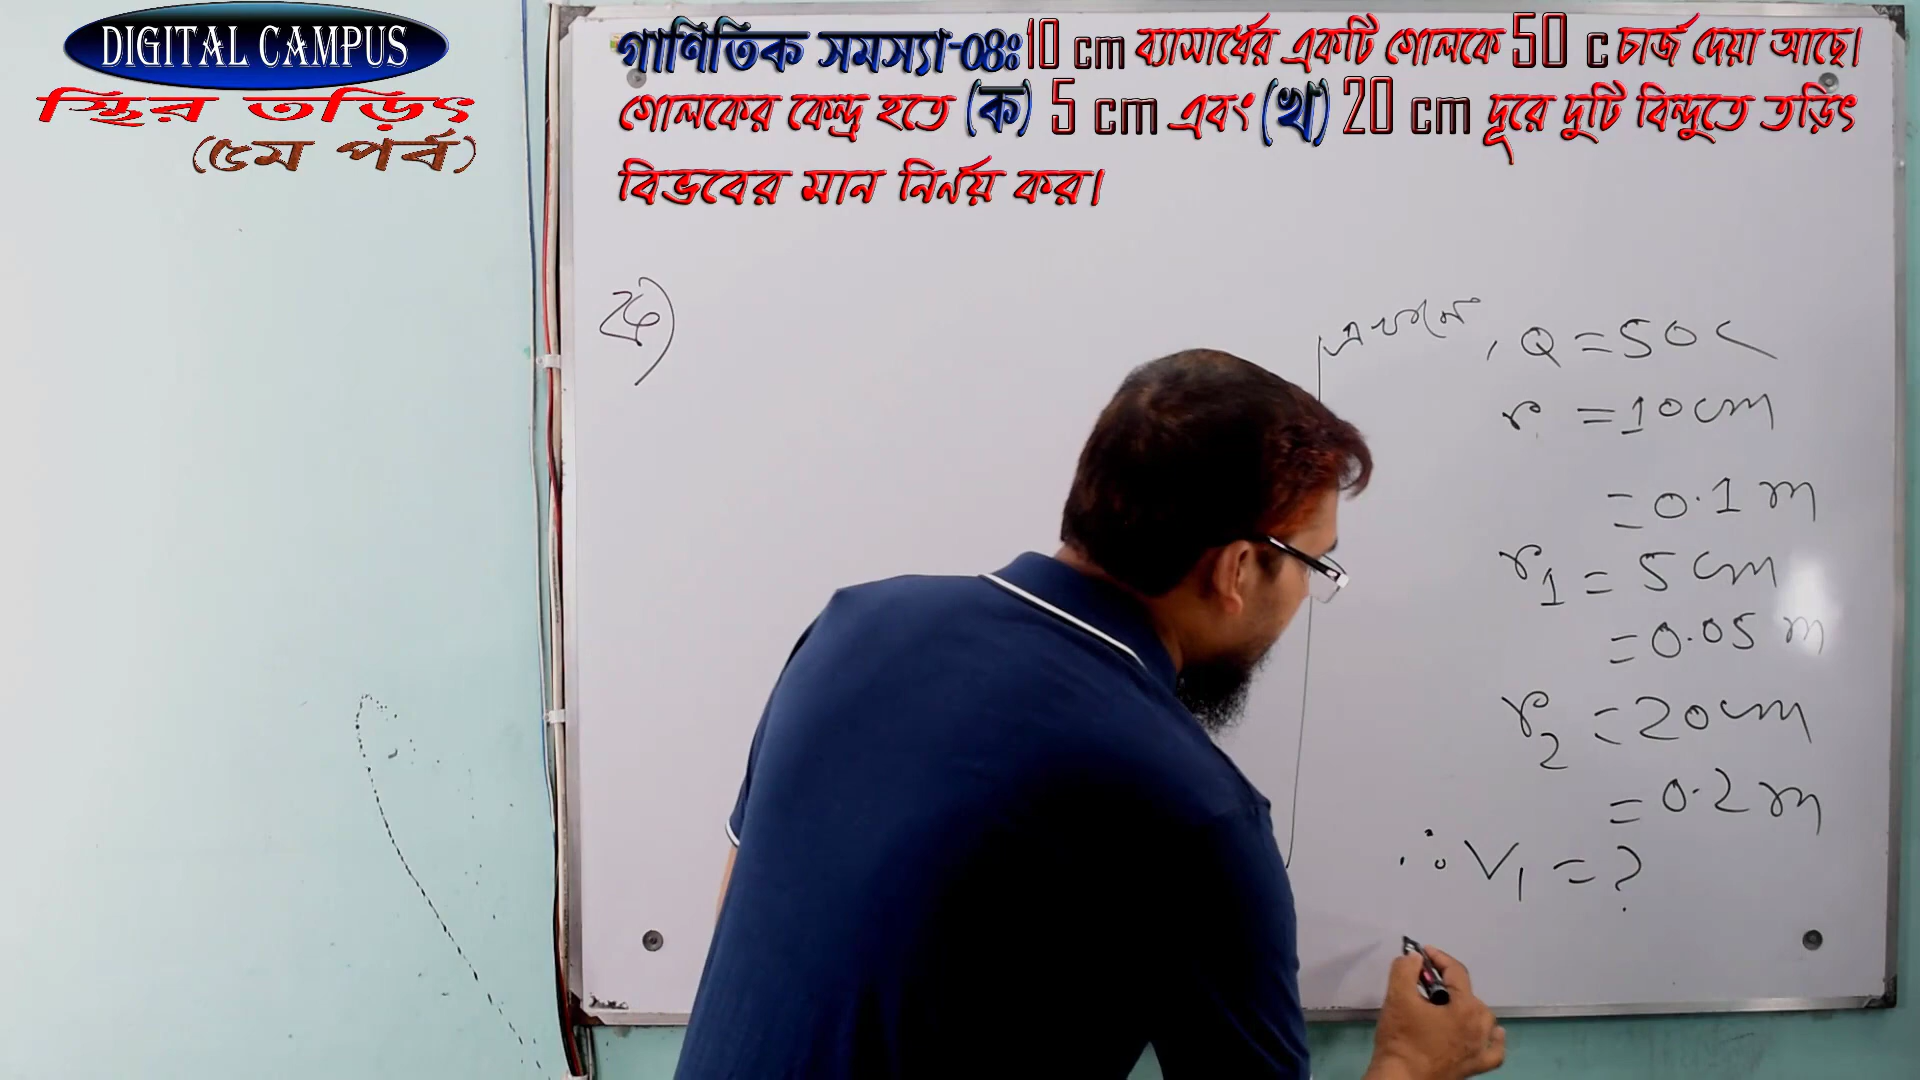 DIGITAL CAMPUS
স্থির তড়িৎ
(৫ম পর্ব)
গাণিতিক সমস্যা-08ঃ 10 cm ব্যাসার্ধের একটি গোলকে 50 c চার্জ দেয়া আছে।
গোলকের কেন্দ্র হতে (ক) 5 cm এবং (খ) 20 cm দূরে দুটি বিন্দুতে তড়িৎ
বিভবের মান নির্ণয় কর।
ক)
এখানে, Q = 50 C
r = 10 cm
= 0.1 m
r₁ = 5 cm
= 0.05 m
r₂ = 20 cm
= 0.2 m
∴ V₁ = ?